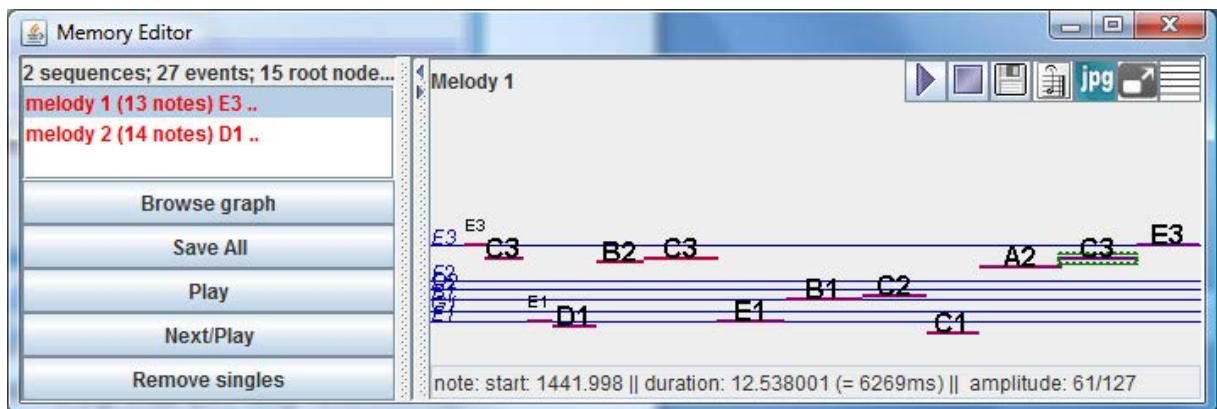 Memory Editor
2 sequences; 27 events; 15 root node...
melody 1 (13 notes) E3 ..
melody 2 (14 notes) D1 ..
Browse graph
Save All
Play
Next/Play
Remove singles
Melody 1
jpg
E3 E3 C3 B2 C3 A2 C3 E3
E1 D1 E1 B1 C2 C1
E1
note: start: 1441.998 || duration: 12.538001 (= 6269ms) || amplitude: 61/127